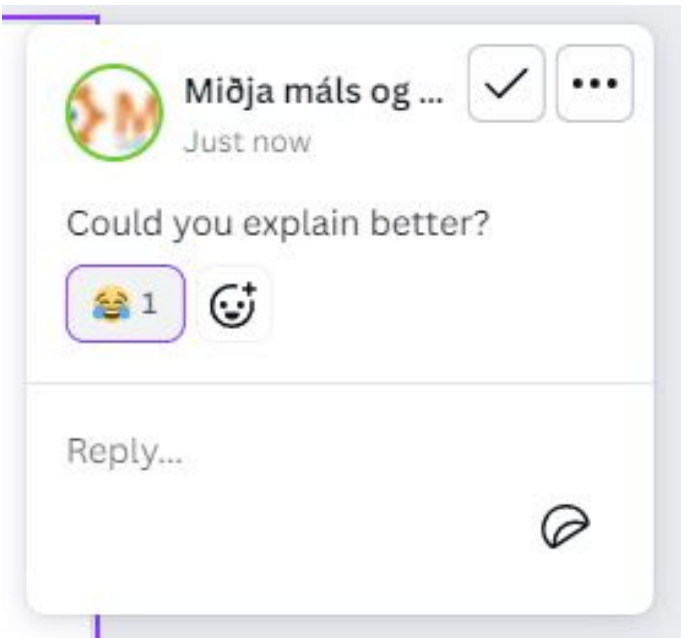 M
Miðja máls og ...
Just now
Could you explain better?
1
Reply...